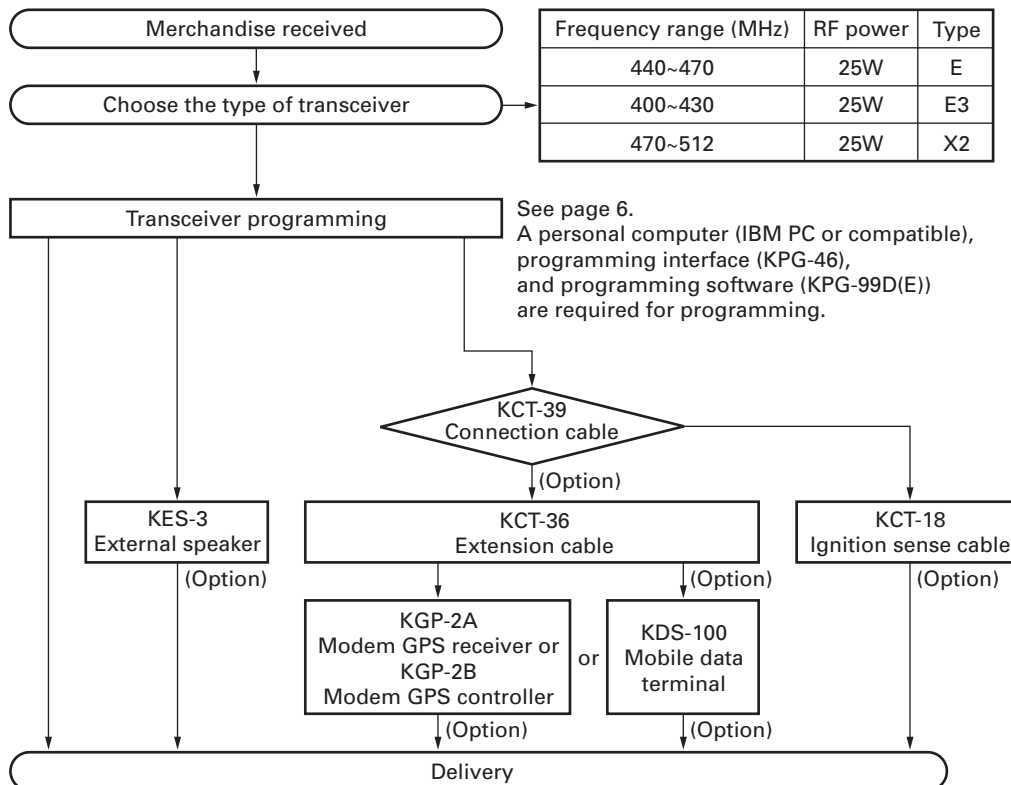 Merchandise received
Choose the type of transceiver
Frequency range (MHz) RF power Type
440~470 25W E
400~430 25W E3
470~512 25W X2
Transceiver programming
See page 6.
A personal computer (IBM PC or compatible),
programming interface (KPG-46),
and programming software (KPG-99D(E))
are required for programming.
KCT-39
Connection cable
(Option)
KES-3
External speaker
(Option)
KCT-36
Extension cable
(Option)
(Option)
KCT-18
Ignition sense cable
(Option)
KGP-2A
Modem GPS receiver or
KGP-2B
Modem GPS controller
(Option)
or
KDS-100
Mobile data
terminal
(Option)
Delivery